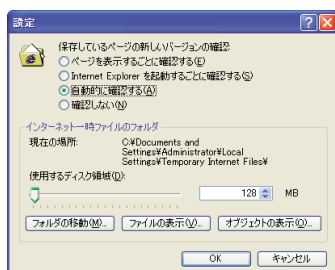 設定
保存しているページの新しいバージョンの確認:
ページを表示するごとに確認する(E)
Internet Explorer を起動するごとに確認する(S)
自動的に確認する(A)
確認しない(N)
インターネット一時ファイルのフォルダ
現在の場所: C:¥Documents and
Settings¥Administrator¥Local
Settings¥Temporary Internet Files¥
使用するディスク領域(D):
128 MB
フォルダの移動(M)... ファイルの表示(V)... オブジェクトの表示(O)...
OK キャンセル